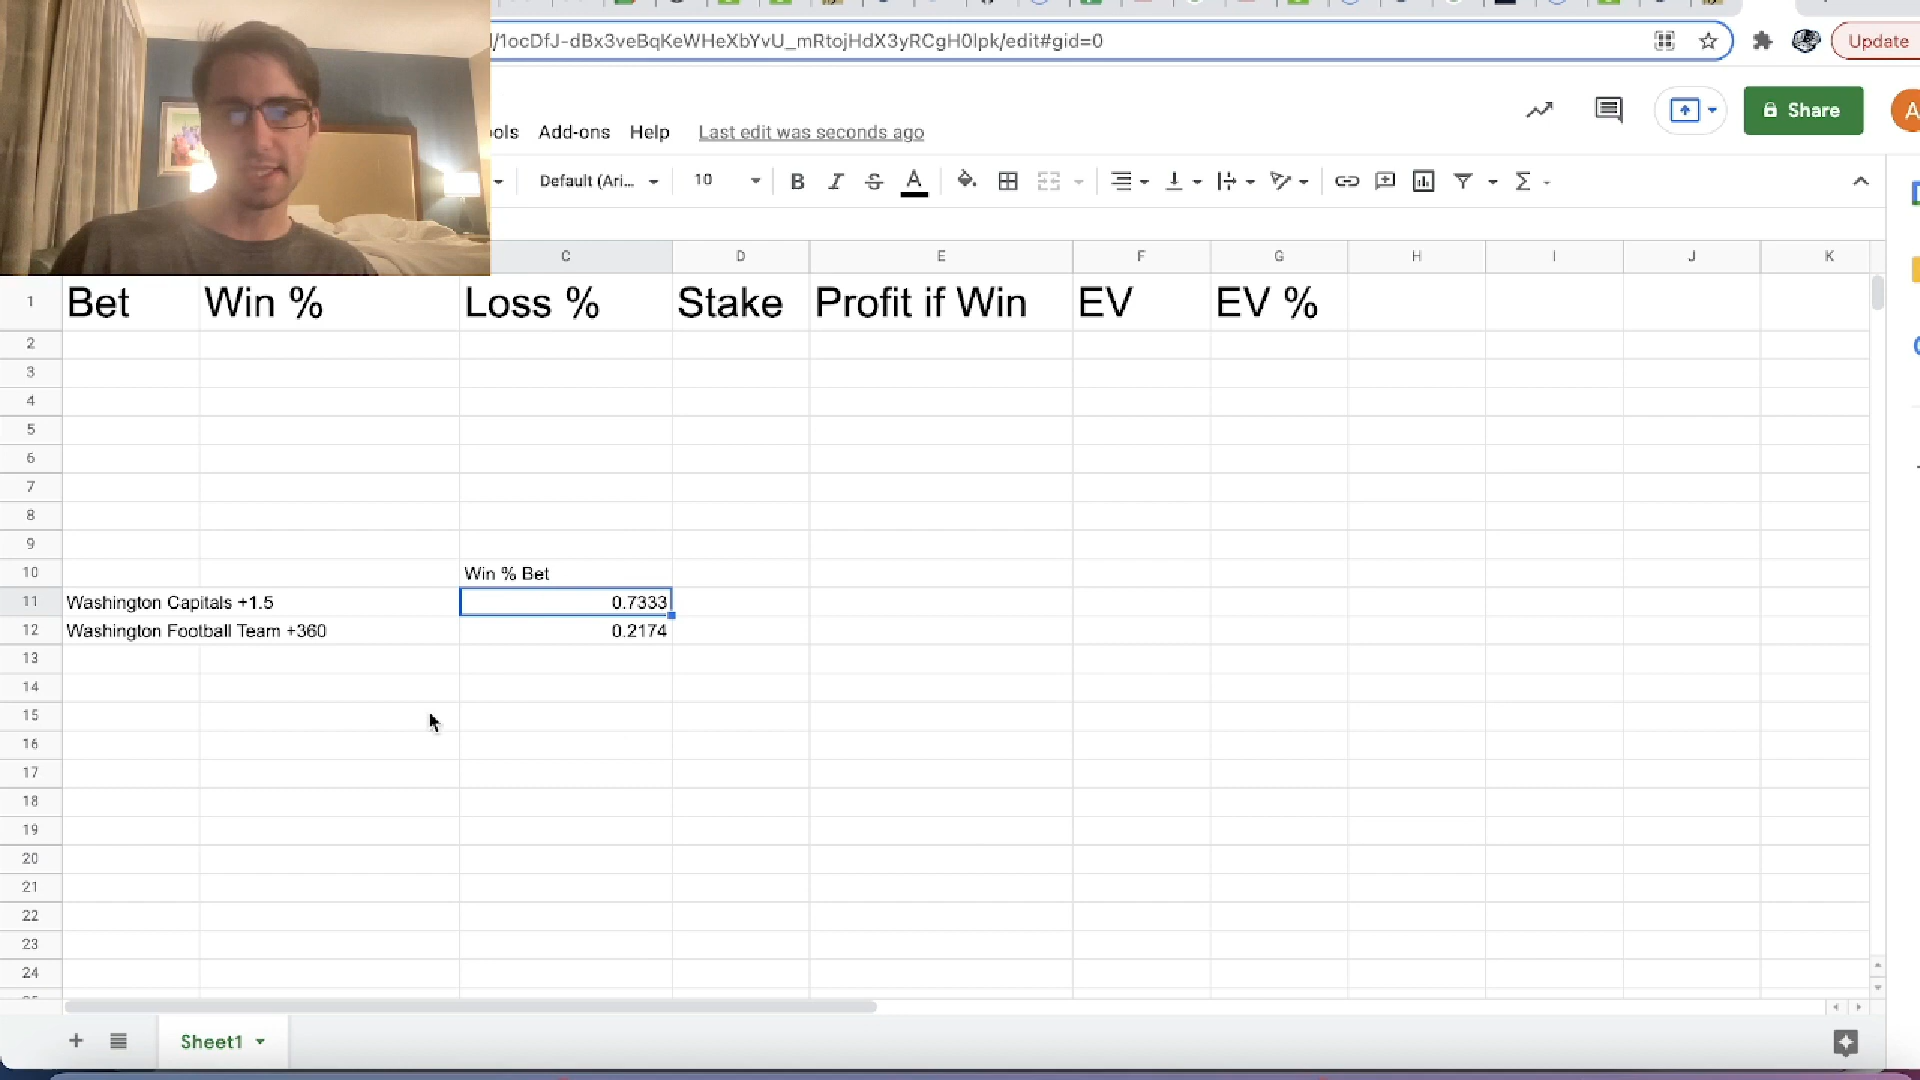 /1ocDfJ-dBx3veBqKeWHeXbYvU_mRtojHdX3yRCgH0lpk/edit#gid=0
Update
ols Add-ons Help Last edit was seconds ago
Share
A
Default (Ari... 10 B I S A
C D E F G H I J K
1 Bet Win % Loss % Stake Profit if Win EV EV %
2
3
4
5
6
7
8
9
10 Win % Bet
11 Washington Capitals +1.5 0.7333
12 Washington Football Team +360 0.2174
13
14
15
16
17
18
19
20
21
22
23
24
Sheet1